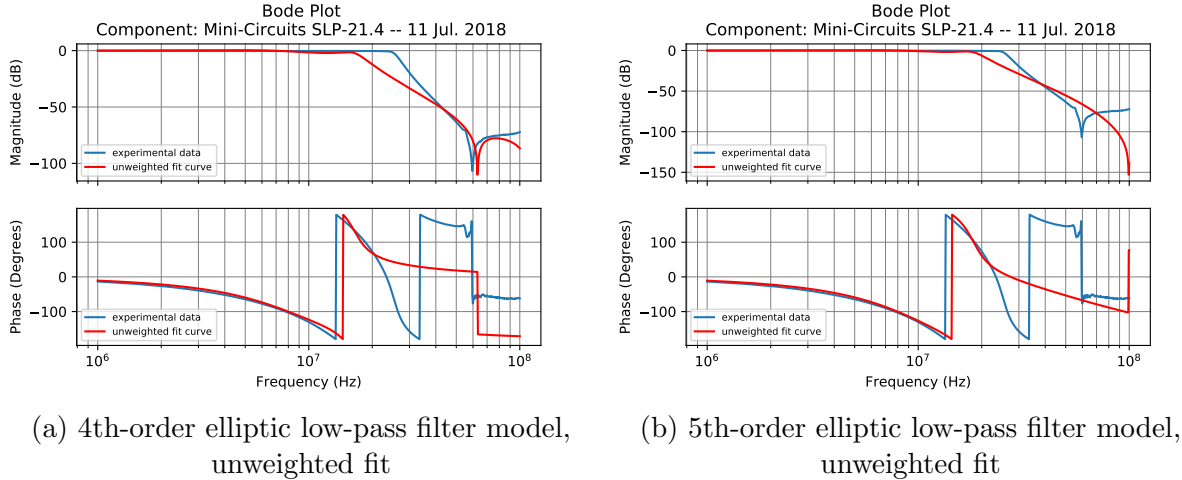 Bode Plot
Component: Mini-Circuits SLP-21.4 -- 11 Jul. 2018
Magnitude (dB)
0
−50
−100
experimental data
unweighted fit curve
Phase (Degrees)
100
0
−100
experimental data
unweighted fit curve
10^6
10^7
10^8
Frequency (Hz)
(a) 4th-order elliptic low-pass filter model,
unweighted fit
Bode Plot
Component: Mini-Circuits SLP-21.4 -- 11 Jul. 2018
Magnitude (dB)
0
−50
−100
−150
experimental data
unweighted fit curve
Phase (Degrees)
100
0
−100
experimental data
unweighted fit curve
10^6
10^7
10^8
Frequency (Hz)
(b) 5th-order elliptic low-pass filter model,
unweighted fit